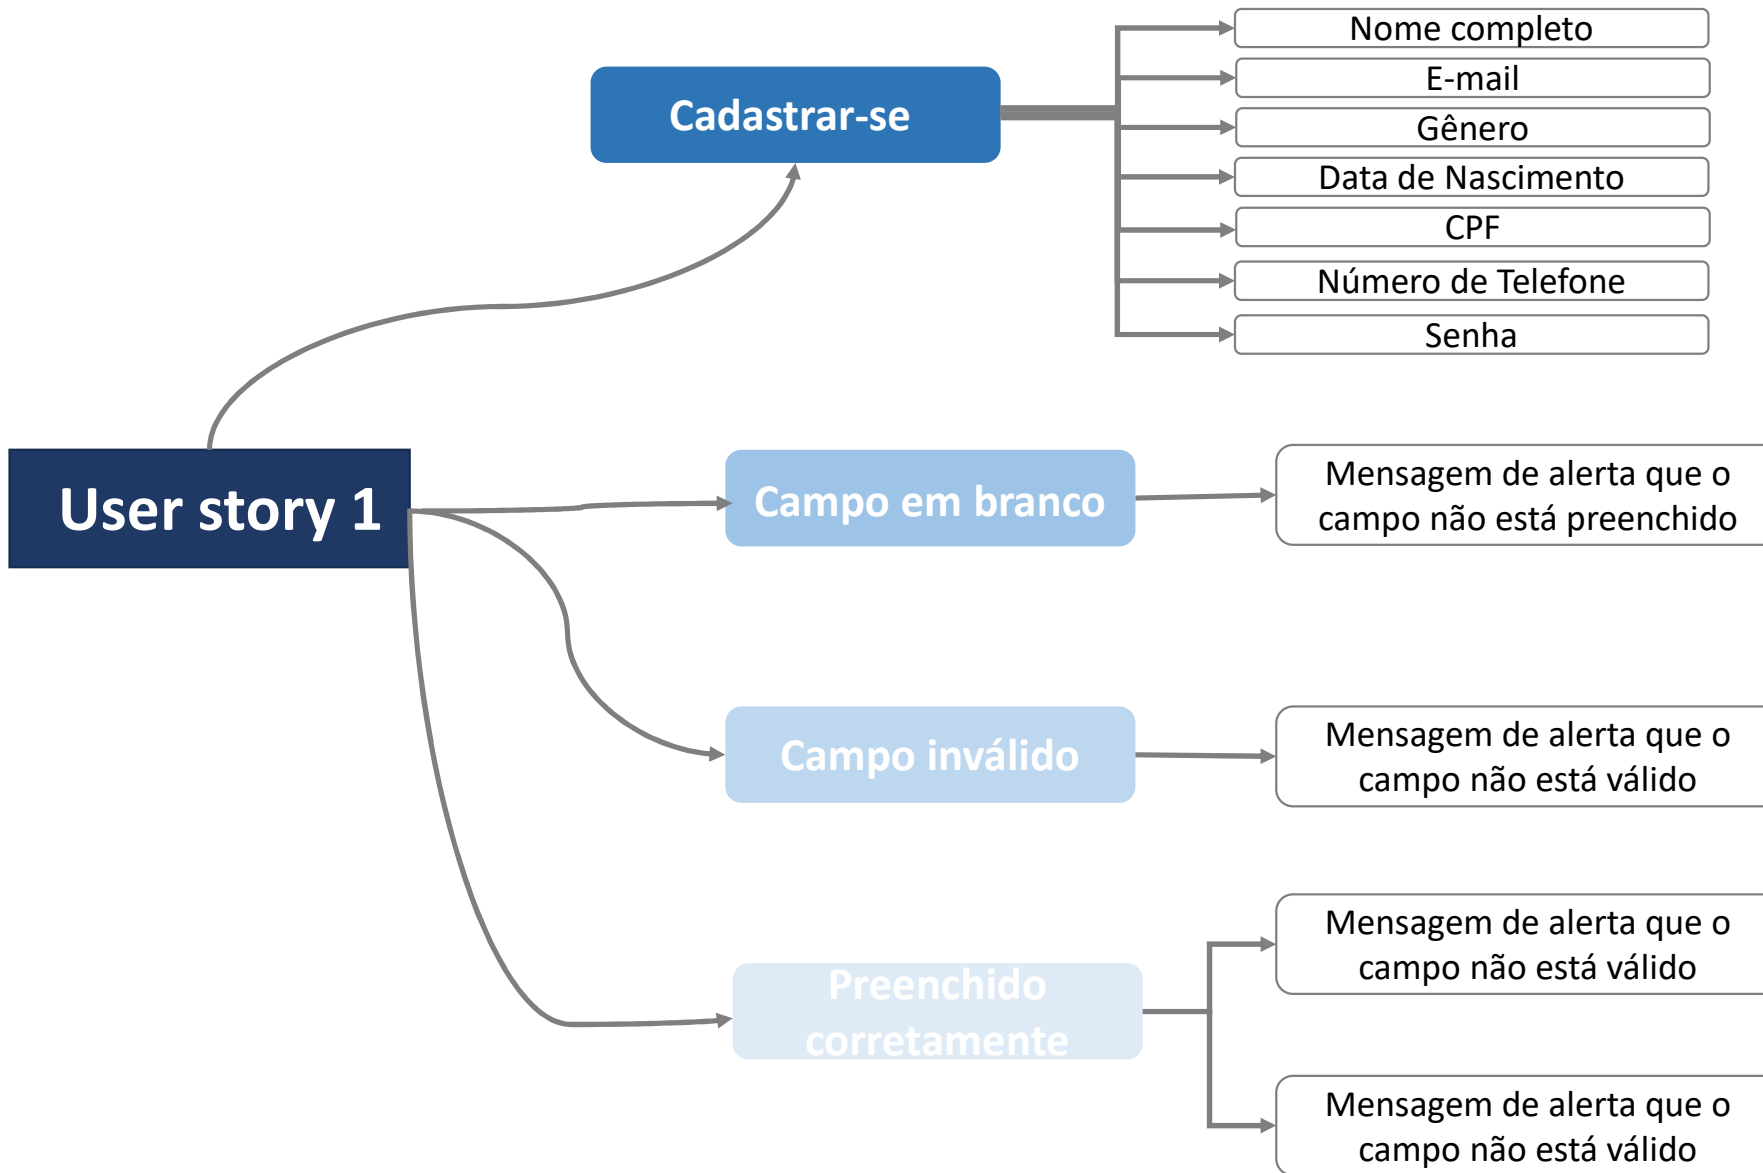 Nome completo
E-mail
Cadastrar-se
Gênero
Data de Nascimento
CPF
Número de Telefone
Senha
User story 1
Campo em branco
Mensagem de alerta que o
campo não está preenchido
Campo inválido
Mensagem de alerta que o
campo não está válido
Preenchido
corretamente
Mensagem de alerta que o
campo não está válido
Mensagem de alerta que o
campo não está válido